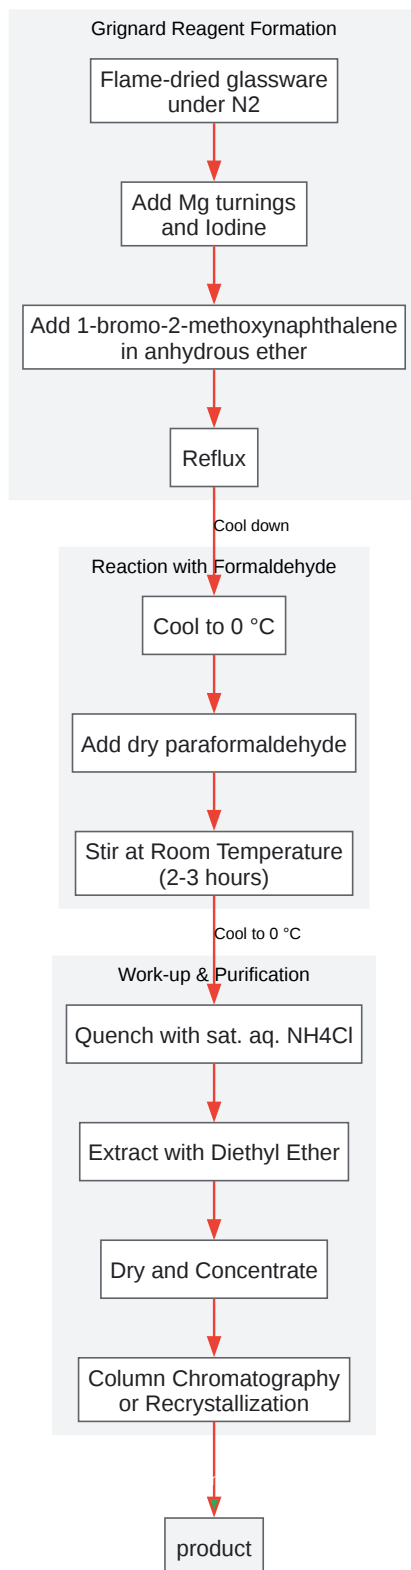 Grignard Reagent Formation
Flame-dried glassware
under N2
Add Mg turnings
and Iodine
Add 1-bromo-2-methoxynaphthalene
in anhydrous ether
Reflux
Cool down
Reaction with Formaldehyde
Cool to 0 °C
Add dry paraformaldehyde
Stir at Room Temperature
(2-3 hours)
Cool to 0 °C
Work-up & Purification
Quench with sat. aq. NH4Cl
Extract with Diethyl Ether
Dry and Concentrate
Column Chromatography
or Recrystallization
product